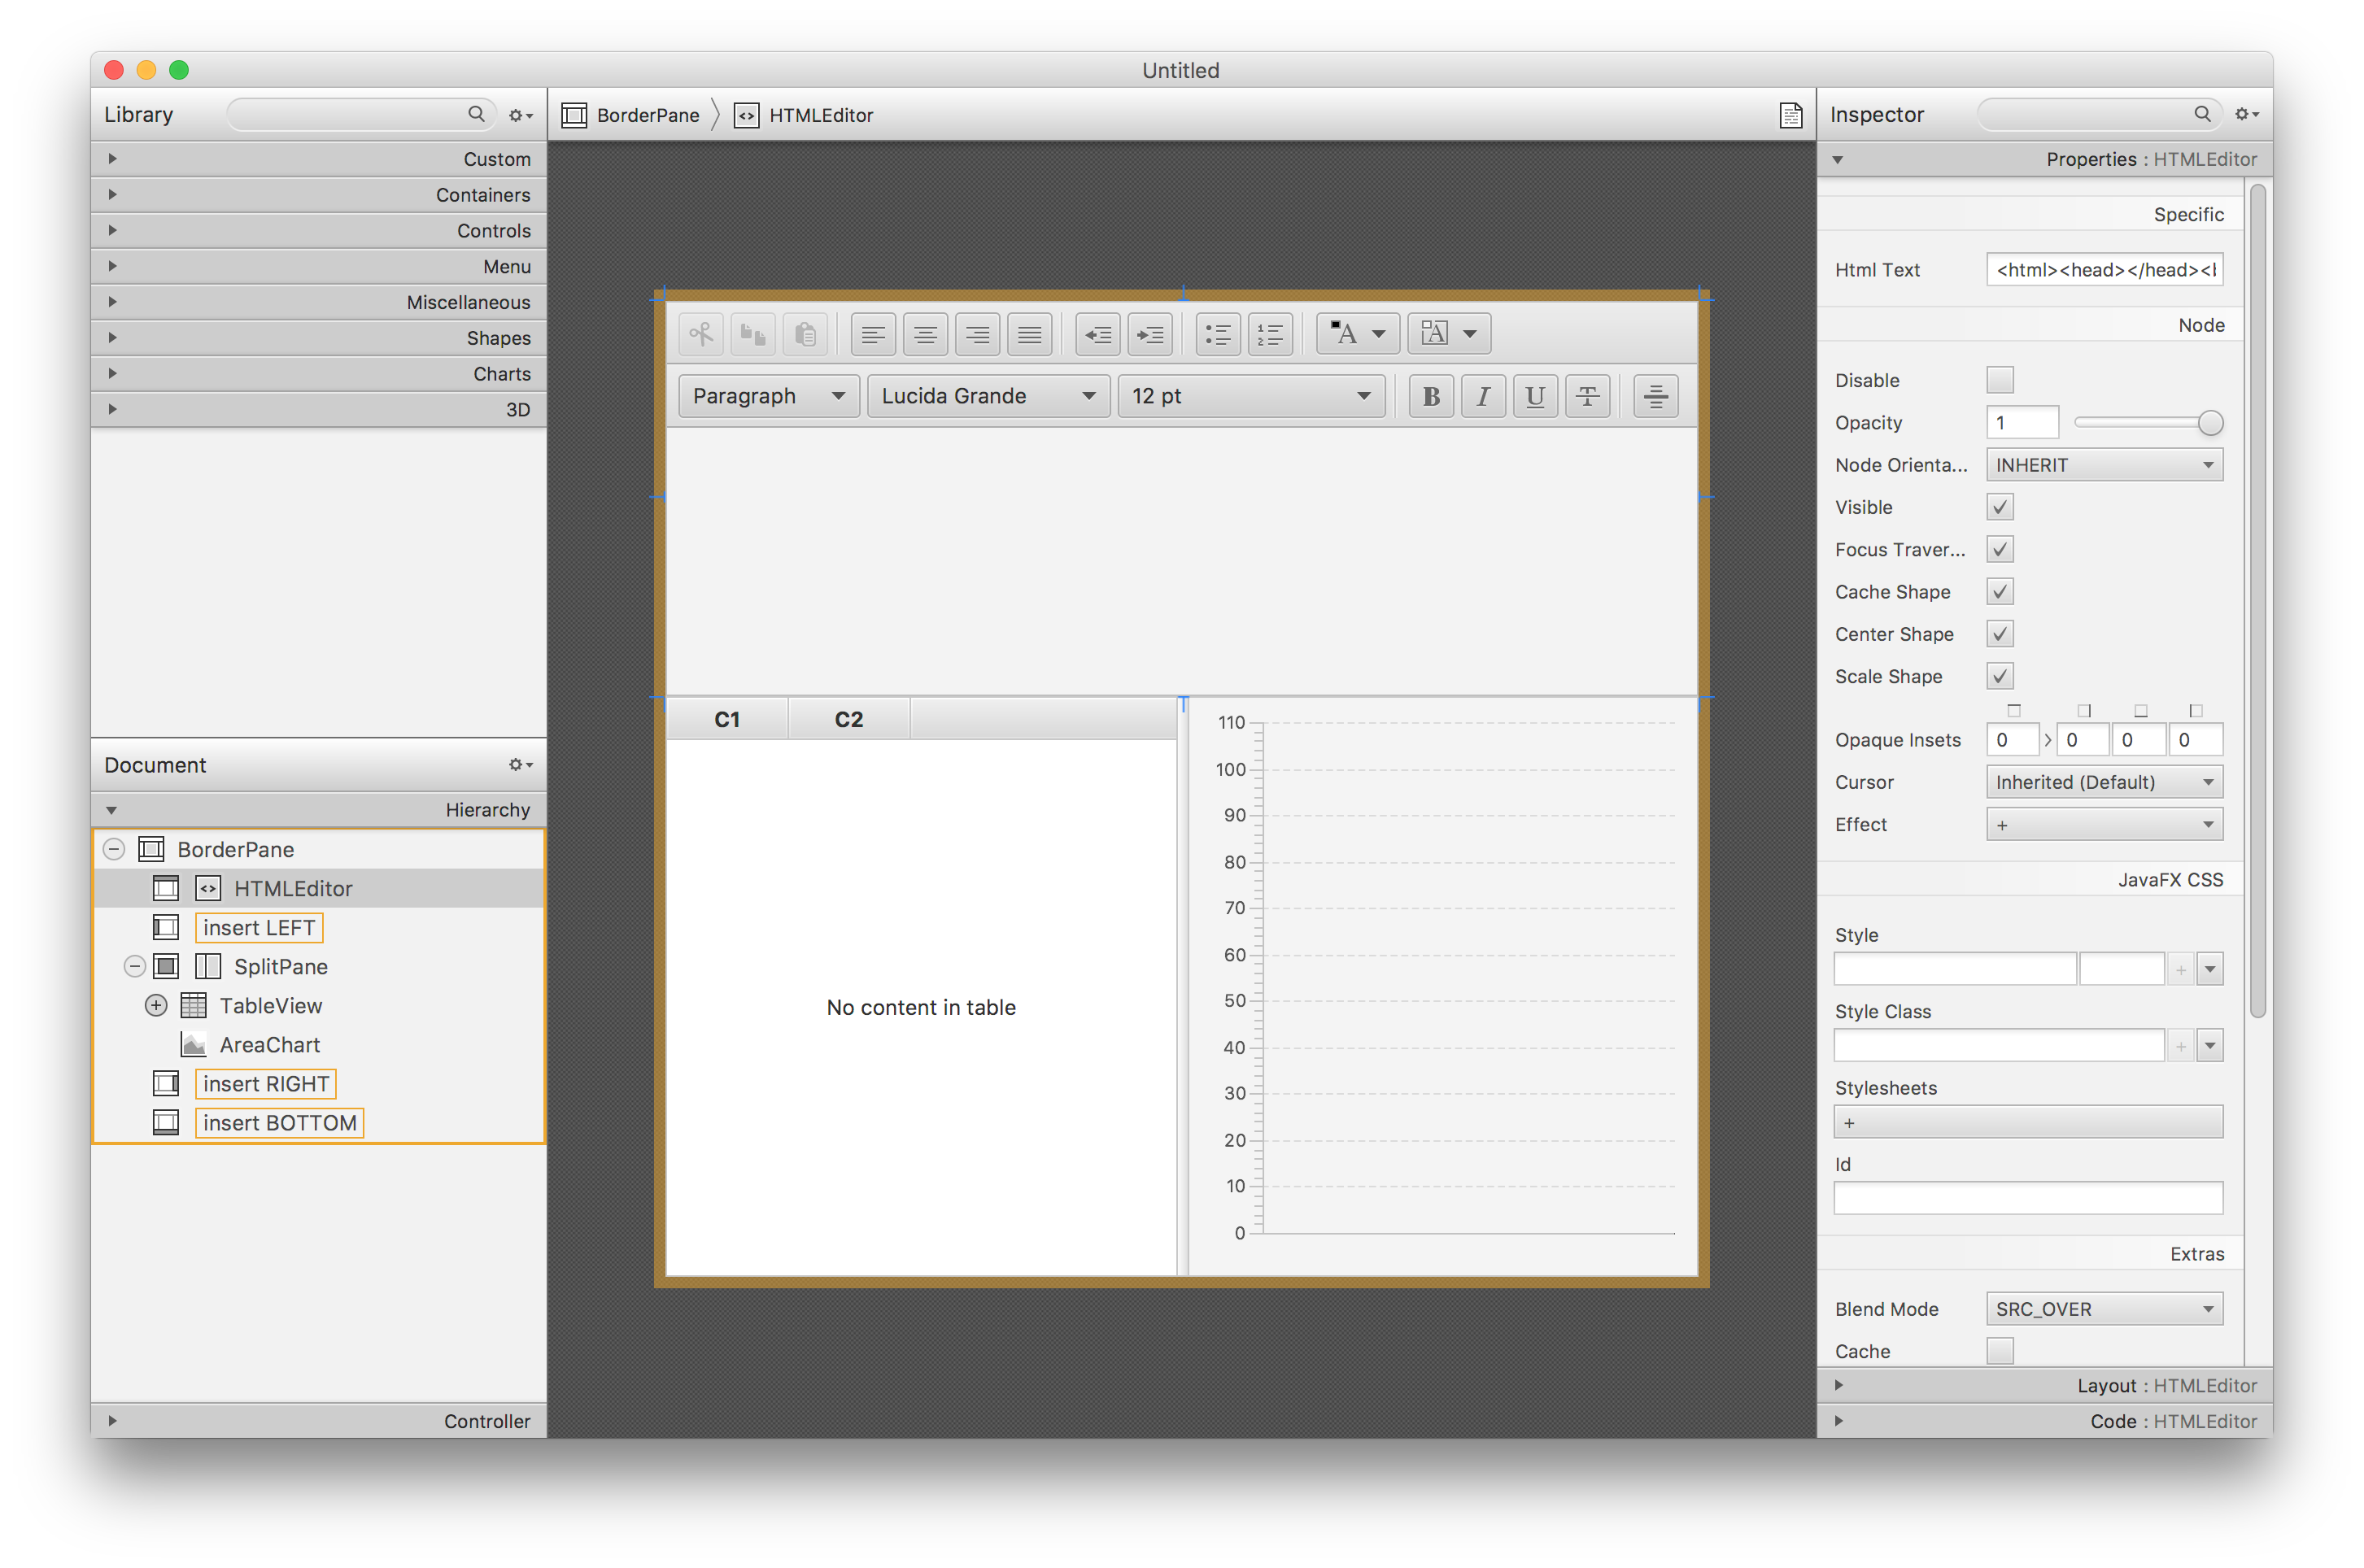 Untitled
Library
Custom
Containers
Controls
Menu
Miscellaneous
Shapes
Charts
3D
Document
Hierarchy
BorderPane
HTMLEditor
insert LEFT
SplitPane
TableView
AreaChart
insert RIGHT
insert BOTTOM
Controller
BorderPane HTMLEditor
A A
Paragraph Lucida Grande 12 pt B I U T
C1 C2
No content in table
110
100
90
80
70
60
50
40
30
20
10
0
Inspector
Properties : HTMLEditor
Specific
Html Text <html><head></head><b
Node
Disable
Opacity 1
Node Orienta... INHERIT
Visible
Focus Traver...
Cache Shape
Center Shape
Scale Shape
Opaque Insets 0 0 0 0
Cursor Inherited (Default)
Effect +
JavaFX CSS
Style
+
Style Class
+
Stylesheets
+
Id
Extras
Blend Mode SRC_OVER
Cache
Layout : HTMLEditor
Code : HTMLEditor